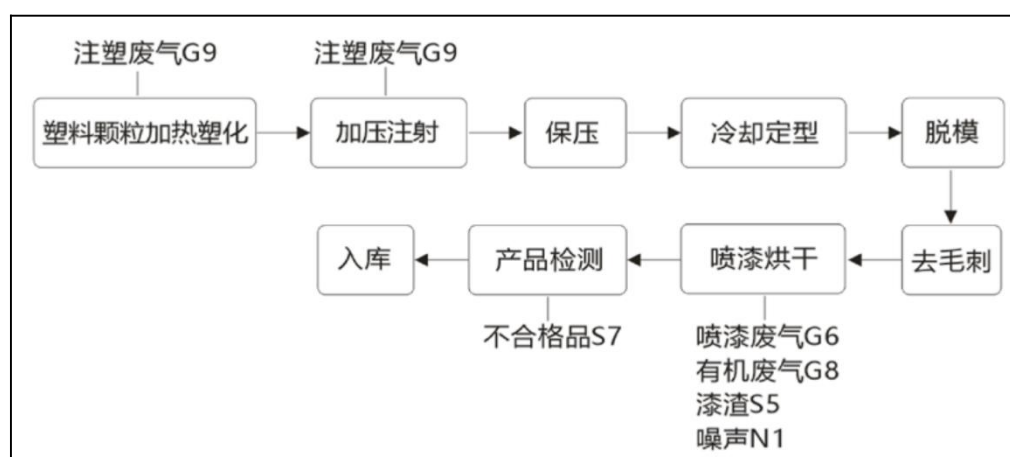 注塑废气G9
注塑废气G9
塑料颗粒加热塑化
加压注射
保压
冷却定型
脱模
去毛刺
喷漆烘干
产品检测
入库
不合格品S7
喷漆废气G6
有机废气G8
漆渣S5
噪声N1